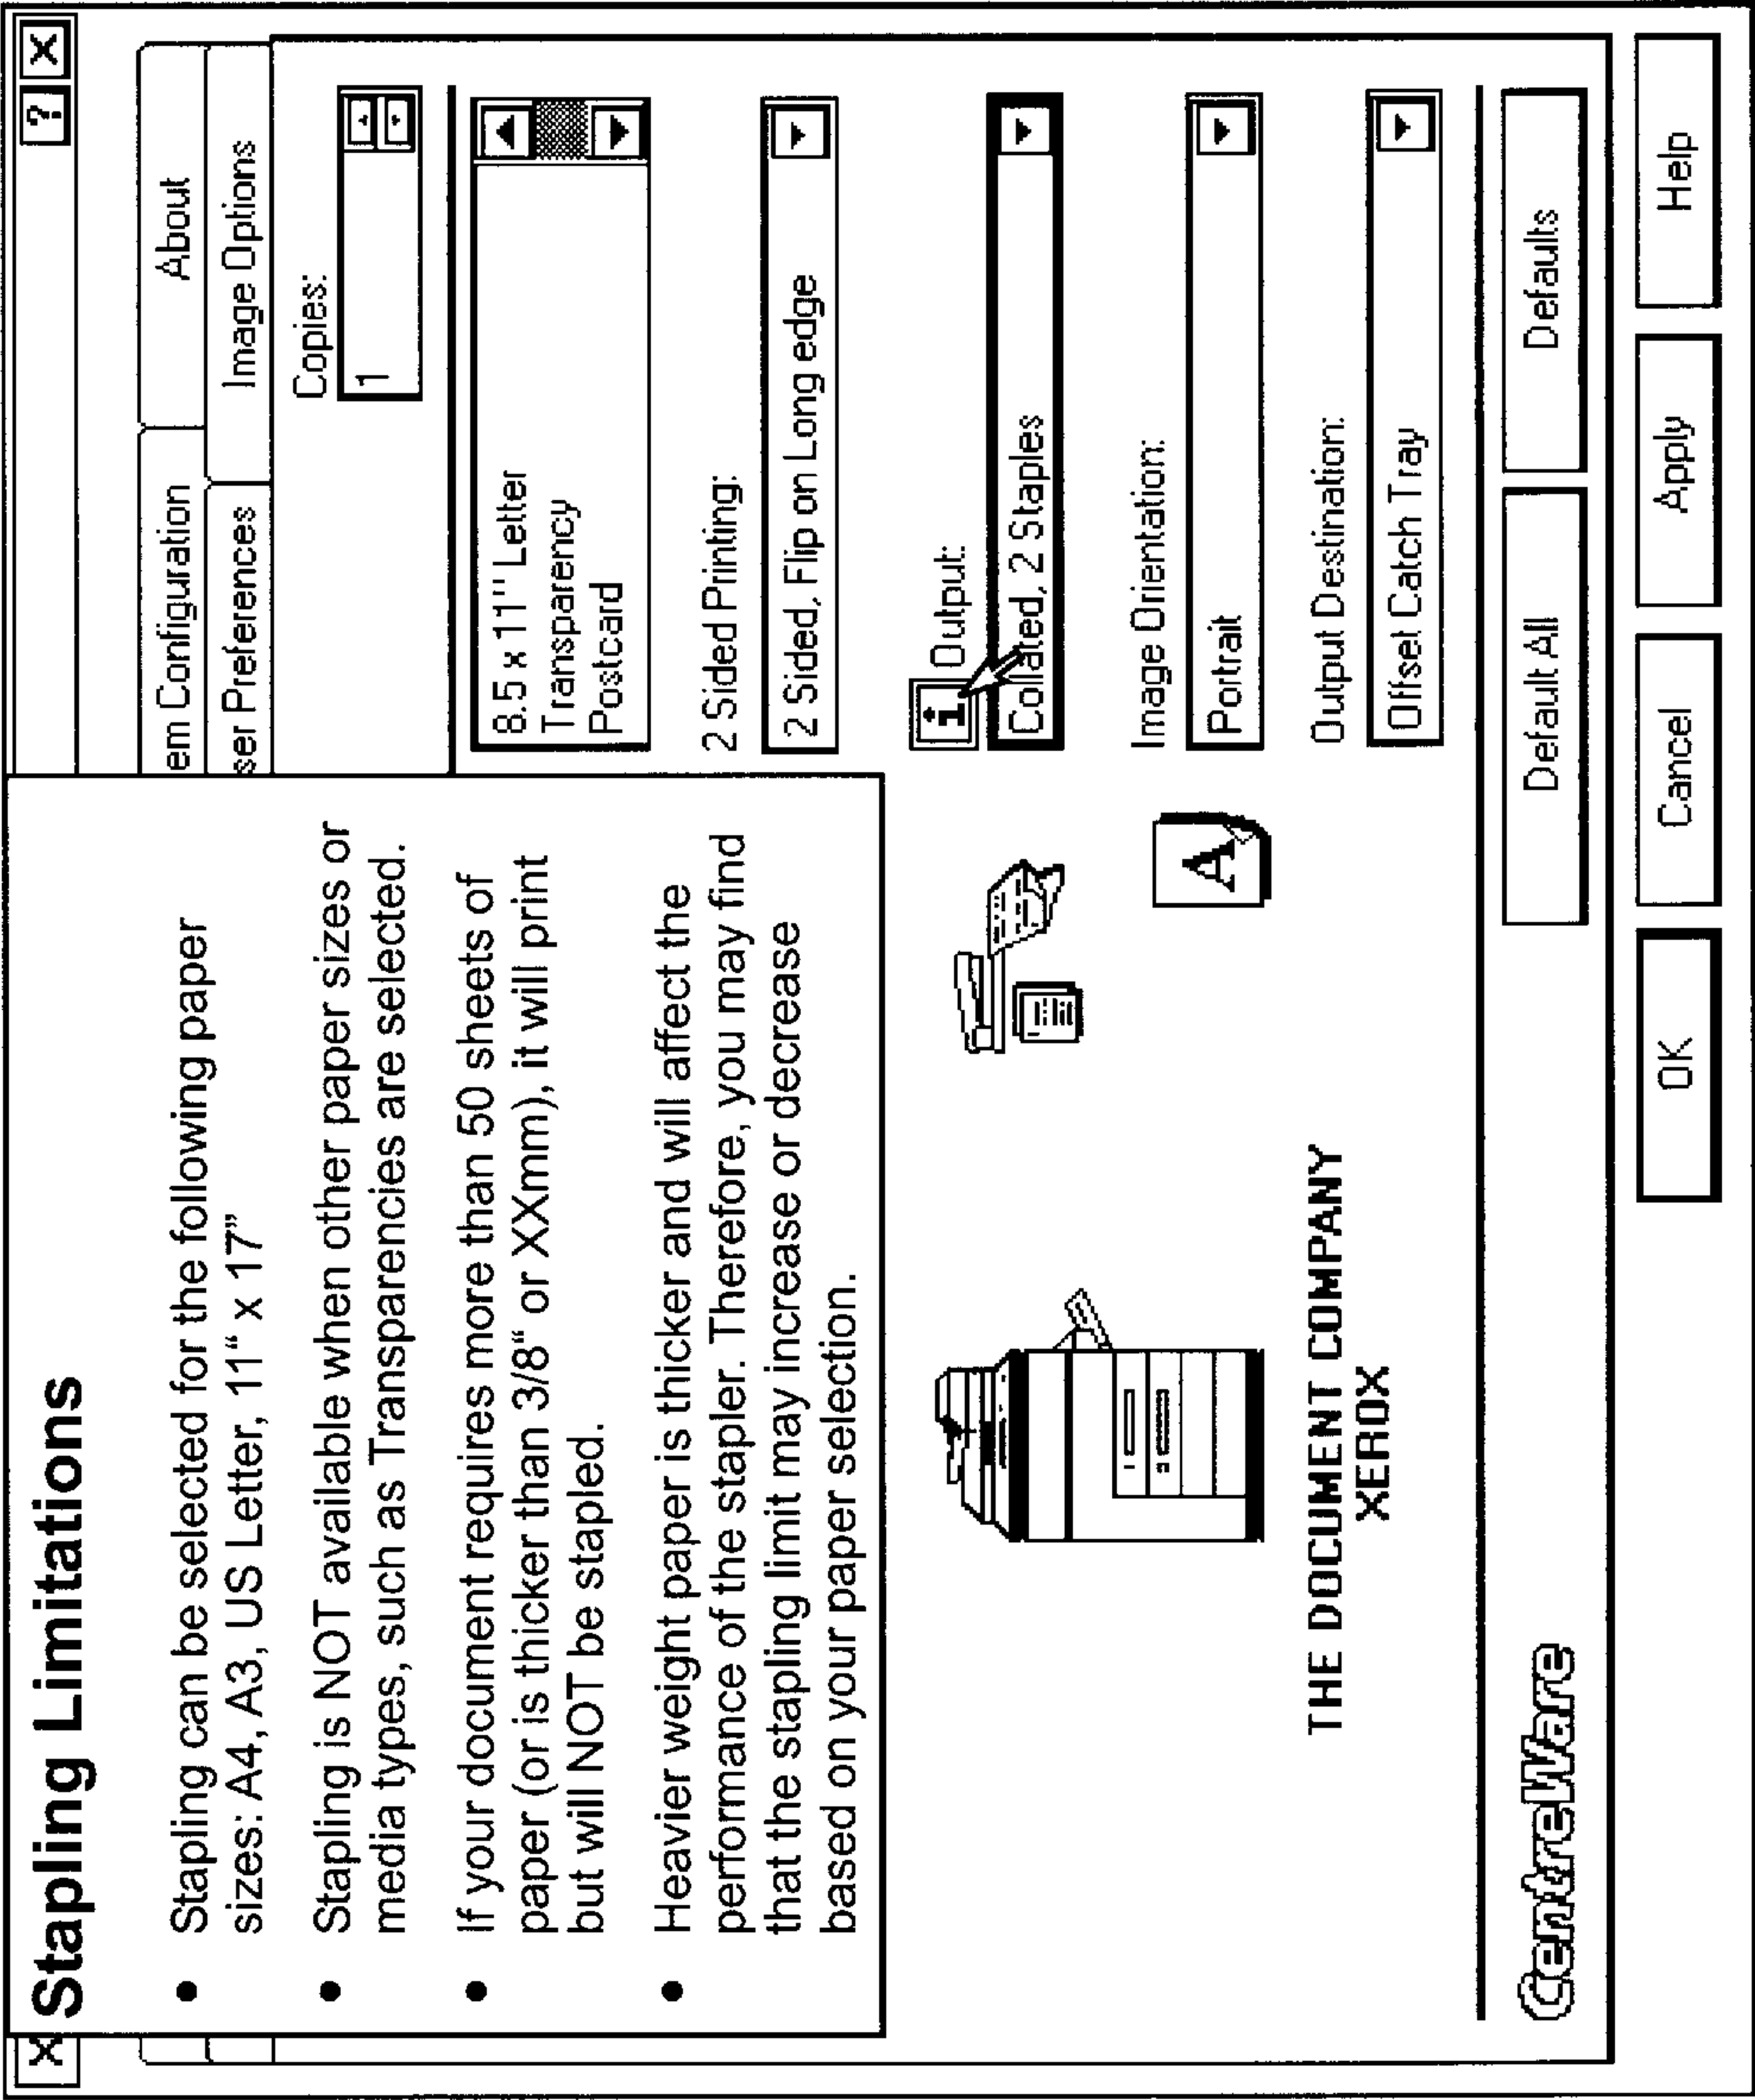 X
? X
Stapling Limitations
• Stapling can be selected for the following paper
sizes: A4, A3, US Letter, 11“ x 17”
• Stapling is NOT available when other paper sizes or
media types, such as Transparencies are selected.
• If your document requires more than 50 sheets of
paper (or is thicker than 3/8“ or XXmm), it will print
but will NOT be stapled.
• Heavier weight paper is thicker and will affect the
performance of the stapler. Therefore, you may find
that the stapling limit may increase or decrease
based on your paper selection.
em Configuration
About
ser Preferences
Image Options
Copies:
1
8.5 x 11" Letter
Transparency
Postcard
2 Sided Printing:
2 Sided, Flip on Long edge
i Output:
Collated, 2 Staples
Image Orientation:
Portrait
A
Output Destination:
Offset Catch Tray
THE DOCUMENT COMPANY
XEROX
CentreWare
Default All
Defaults
OK
Cancel
Apply
Help